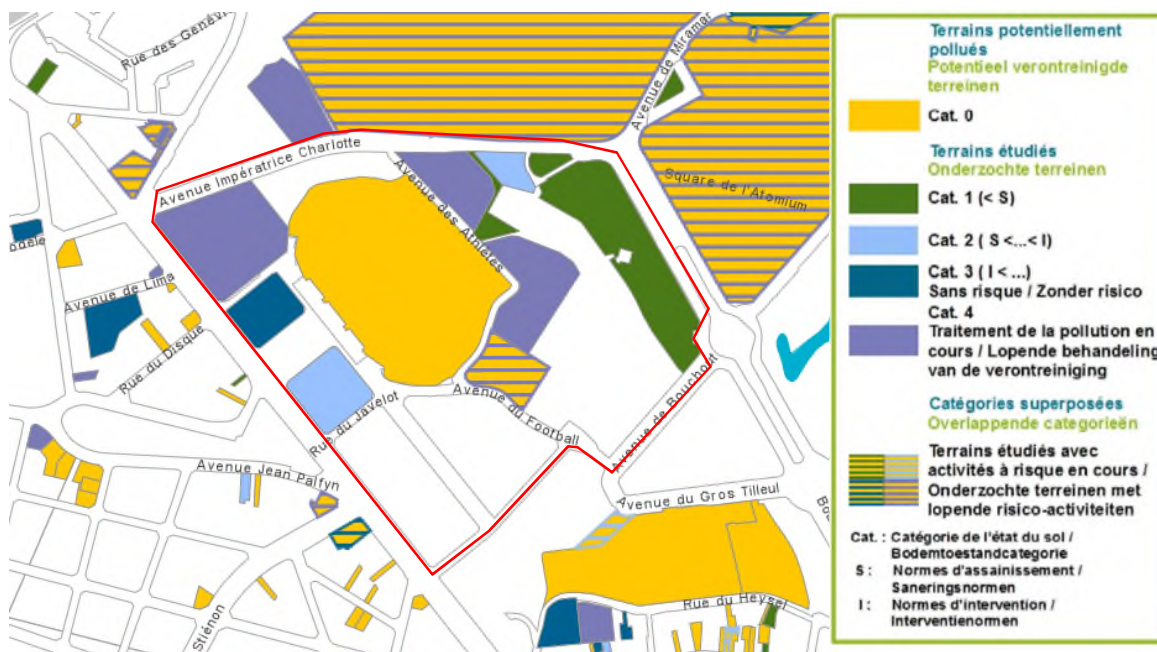 Rue des Genévri
Avenue de Miramar
Avenue Impératrice Charlotte
Avenue des Athlètes
Square de l'Atomium
Avenue de Lima
Rue du Disque
Rue du Javelot
Avenue du Football
Avenue de Bouchout
Avenue Jean Palfyn
Avenue du Gros Tilleul
Rue du Heysel
Stiénon
Terrains potentiellement
pollués
Potentieel verontreinigde
terreinen
Cat. 0
Terrains étudiés
Onderzochte terreinen
Cat. 1 (< S)
Cat. 2 ( S <...< I)
Cat. 3 ( I < ...)
Sans risque / Zonder risico
Cat. 4
Traitement de la pollution en
cours / Lopende behandeling
van de verontreiniging
Catégories superposées
Overlappende categorieën
Terrains étudiés avec
activités à risque en cours /
Onderzochte terreinen met
lopende risico-activiteiten
Cat. : Catégorie de l'état du sol /
Bodemtoestandcategorie
S : Normes d'assainissement /
Saneringsnormen
I : Normes d'intervention /
Interventienormen